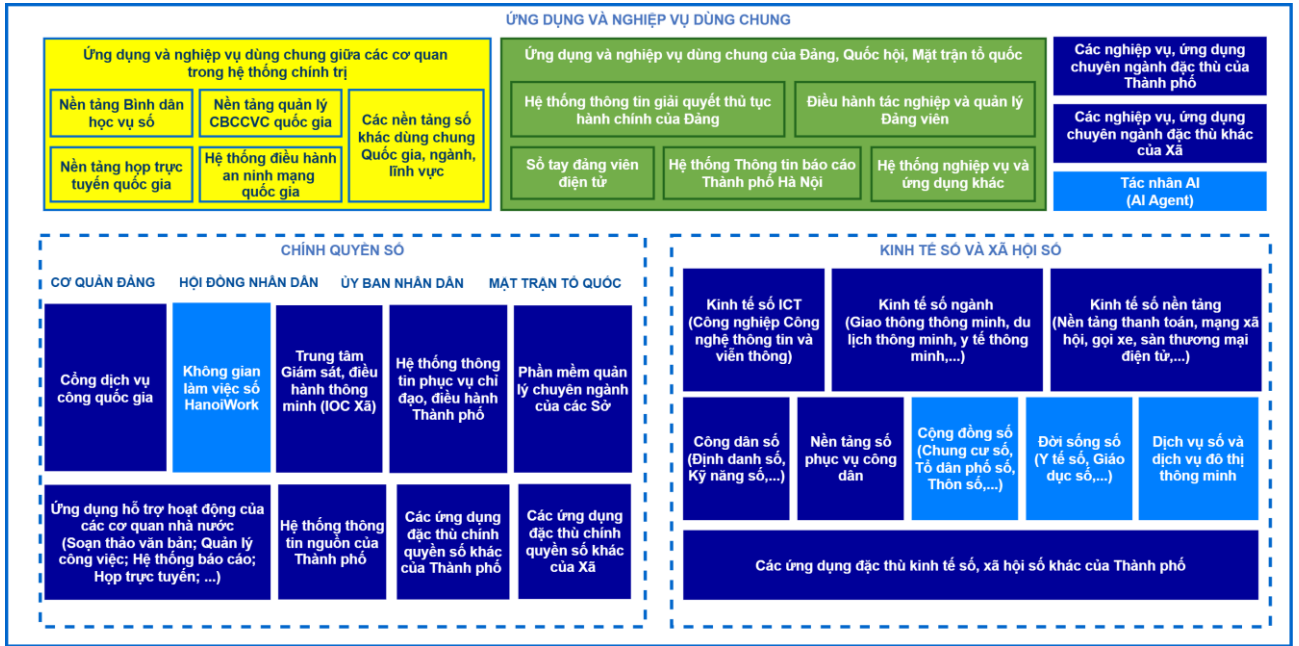 ỨNG DỤNG VÀ NGHIỆP VỤ DÙNG CHUNG
Ứng dụng và nghiệp vụ dùng chung giữa các cơ quan
trong hệ thống chính trị
Nền tảng Bình dân
học vụ số
Nền tảng quản lý
CBCCVC quốc gia
Các nền tảng số
khác dùng chung
Quốc gia, ngành,
lĩnh vực
Nền tảng họp trực
tuyến quốc gia
Hệ thống điều hành
an ninh mạng
quốc gia
Ứng dụng và nghiệp vụ dùng chung của Đảng, Quốc hội, Mặt trận tổ quốc
Hệ thống thông tin giải quyết thủ tục
hành chính của Đảng
Điều hành tác nghiệp và quản lý
Đảng viên
Sổ tay đảng viên
điện tử
Hệ thống Thông tin báo cáo
Thành phố Hà Nội
Hệ thống nghiệp vụ và
ứng dụng khác
Các nghiệp vụ, ứng dụng
chuyên ngành đặc thù của
Thành phố
Các nghiệp vụ, ứng dụng
chuyên ngành đặc thù khác
của Xã
Tác nhân AI
(AI Agent)
CHÍNH QUYỀN SỐ
CƠ QUẢN ĐẢNG
HỘI ĐỒNG NHÂN DÂN
ỦY BAN NHÂN DÂN
MẶT TRẬN TỔ QUỐC
Cổng dịch vụ
công quốc gia
Không gian
làm việc số
HanoiWork
Trung tâm
Giám sát, điều
hành thông
minh (IOC Xã)
Hệ thống thông
tin phục vụ chỉ
đạo, điều hành
Thành phố
Phần mềm quản
lý chuyên ngành
của các Sở
Ứng dụng hỗ trợ hoạt động của
các cơ quan nhà nước
(Soạn thảo văn bản; Quản lý
công việc; Hệ thống báo cáo;
Họp trực tuyến; ...)
Hệ thống thông
tin nguồn của
Thành phố
Các ứng dụng
đặc thù chính
quyền số khác
của Thành phố
Các ứng dụng
đặc thù chính
quyền số khác
của Xã
KINH TẾ SỐ VÀ XÃ HỘI SỐ
Kinh tế số ICT
(Công nghiệp Công
nghệ thông tin và
viễn thông)
Kinh tế số ngành
(Giao thông thông minh, du
lịch thông minh, y tế thông
minh,...)
Kinh tế số nền tảng
(Nền tảng thanh toán, mạng xã
hội, gọi xe, sàn thương mại
điện tử,...)
Công dân số
(Định danh số,
Kỹ năng số,...)
Nền tảng số
phục vụ công
dân
Cộng đồng số
(Chung cư số,
Tổ dân phố số,
Thôn số,...)
Đời sống số
(Y tế số, Giáo
dục số,...)
Dịch vụ số và
dịch vụ đô thị
thông minh
Các ứng dụng đặc thù kinh tế số, xã hội số khác của Thành phố